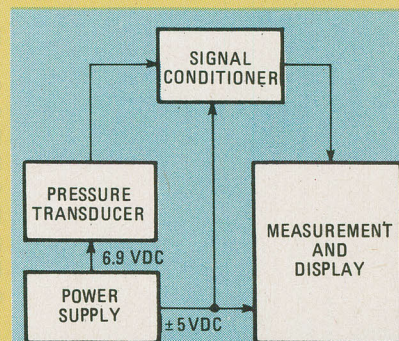 SIGNAL
CONDITIONER
PRESSURE
TRANSDUCER
6.9 VDC
MEASUREMENT
AND
DISPLAY
POWER
SUPPLY
±5VDC